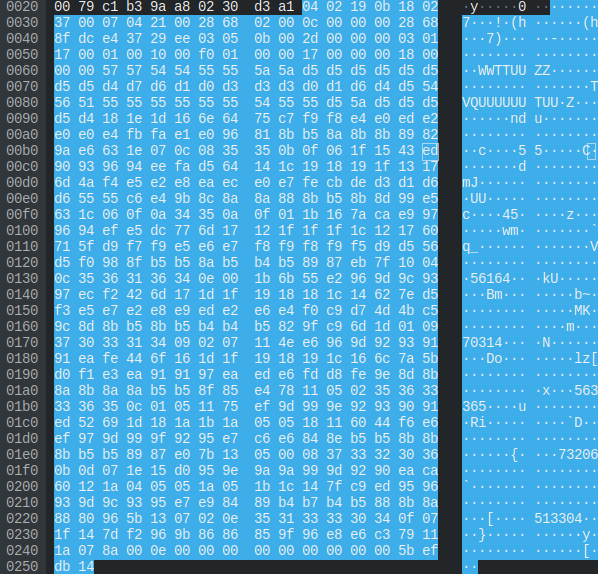 0020 00 79 c1 b3 9a a8 02 30 d3 a1 04 02 19 0b 18 02 ·y·····0 ········
0030 37 00 07 04 21 00 28 68 02 00 0c 00 00 00 28 68 7···!·(h ······(h
0040 8f dc e4 37 29 ee 03 05 0b 00 2d 00 00 00 03 01 ···7)··· ··-·····
0050 17 00 01 00 10 00 f0 01 00 00 17 00 00 00 18 00 ········ ········
0060 00 00 57 57 54 54 55 55 5a 5a d5 d5 d5 d5 d5 d5 ··WWTTUU ZZ······
0070 d5 d5 d4 d7 d6 d1 d0 d3 d3 d3 d0 d1 d6 d4 d5 54 ········ ·······T
0080 56 51 55 55 55 55 55 55 54 55 55 d5 5a d5 d5 d5 VQUUUUUU TUU·Z···
0090 d5 d4 18 1e 1d 16 6e 64 75 c7 f9 f8 e4 e0 ed e2 ······nd u·······
00a0 e0 e0 e4 fb fa e1 e0 96 81 8b b5 8a 8b 8b 89 82 ········ ········
00b0 9a e6 63 1e 07 0c 08 35 35 0b 0f 06 1f 15 43 ed ··c····5 5·····C·
00c0 90 93 96 94 ee fa d5 64 14 1c 19 18 19 1f 13 17 ·······d ········
00d0 6d 4a f4 e5 e2 e8 ea ec e0 e7 fe cb de d3 d1 d6 mJ······ ········
00e0 d6 55 55 c6 e4 9b 8c 8a 8a 88 8b b5 8b 8d 99 e5 ·UU····· ········
00f0 63 1c 06 0f 0a 34 35 0a 0f 01 1b 16 7a ca e9 97 c····45· ····z···
0100 96 94 ef e5 dc 77 6d 17 12 1f 1f 1f 1c 12 17 60 ·····wm· ·······`
0110 71 5f d9 f7 f9 e5 e6 e7 f8 f9 f8 f9 f5 d9 d5 56 q_······ ·······V
0120 d5 f0 98 8f b5 b5 8a b5 b4 b5 89 87 eb 7f 10 04 ········ ········
0130 0c 35 36 31 36 34 0e 00 1b 6b 55 e2 96 9d 9c 93 ·56164·· ·kU·····
0140 97 ec f2 42 6d 17 1d 1f 19 18 18 1c 14 62 7e d5 ···Bm··· ·····b~·
0150 f3 e5 e7 e2 e8 e9 ed e2 e6 e4 f0 c9 d7 4d 4b c5 ········ ·····MK·
0160 9c 8d 8b b5 8b b5 b4 b4 b5 82 9f c9 6d 1d 01 09 ········ ····m···
0170 37 30 33 31 34 09 02 07 11 4e e6 96 9d 92 93 91 70314··· ·N······
0180 91 ea fe 44 6f 16 1d 1f 19 18 19 1c 16 6c 7a 5b ···Do··· ·····lz[
0190 d0 f1 e3 ea 91 91 97 ea ed e6 fd d8 fe 9e 8d 8b ········ ········
01a0 8a 8b 8a 8a b5 b5 8f 85 e4 78 11 05 02 35 36 33 ········ ·x···563
01b0 33 36 35 0c 01 05 11 75 ef 9d 99 9e 92 93 90 91 365····u ········
01c0 ed 52 69 1d 18 1a 1b 1a 05 05 18 11 60 44 f6 e6 ·Ri····· ····`D··
01d0 ef 97 9d 99 9f 92 95 e7 c6 e6 84 8e b5 b5 8b 8b ········ ········
01e0 8b b5 b5 89 87 e0 7b 13 05 00 08 37 33 32 30 36 ······{· ···73206
01f0 0b 0d 07 1e 15 d0 95 9e 9a 9a 99 9d 92 90 ea ca ········ ········
0200 60 12 1a 04 05 05 1a 05 1b 1c 14 7f c9 ed 95 96 `······· ········
0210 93 9d 9c 93 95 e7 e9 84 89 b4 b7 b4 b5 88 8b 8a ········ ········
0220 88 80 96 5b 13 07 02 0e 35 31 33 33 30 34 0f 07 ···[···· 513304··
0230 1f 14 7d f2 96 9b 86 86 85 9f 96 e8 e6 c3 79 11 ··}····· ······y·
0240 1a 07 8a 00 0e 00 00 00 00 00 00 00 00 00 5b ef ········ ······[·
0250 db 14 ··